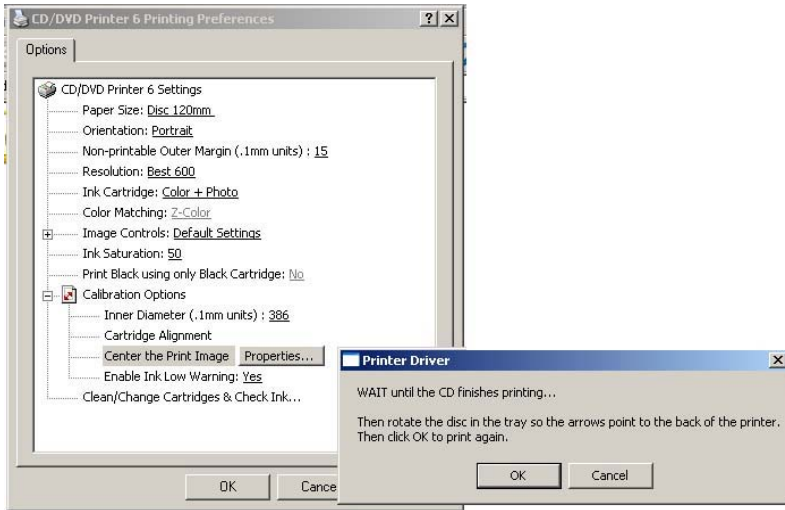 CD/DVD Printer 6 Printing Preferences
Options
CD/DVD Printer 6 Settings
Paper Size: Disc 120mm
Orientation: Portrait
Non-printable Outer Margin (.1mm units) : 15
Resolution: Best 600
Ink Cartridge: Color + Photo
Color Matching: Z-Color
Image Controls: Default Settings
Ink Saturation: 50
Print Black using only Black Cartridge: No
Calibration Options
Inner Diameter (.1mm units) : 386
Cartridge Alignment
Center the Print Image Properties...
Enable Ink Low Warning: Yes
Clean/Change Cartridges & Check Ink...
OK Cance
Printer Driver
WAIT until the CD finishes printing...
Then rotate the disc in the tray so the arrows point to the back of the printer.
Then click OK to print again.
OK Cancel